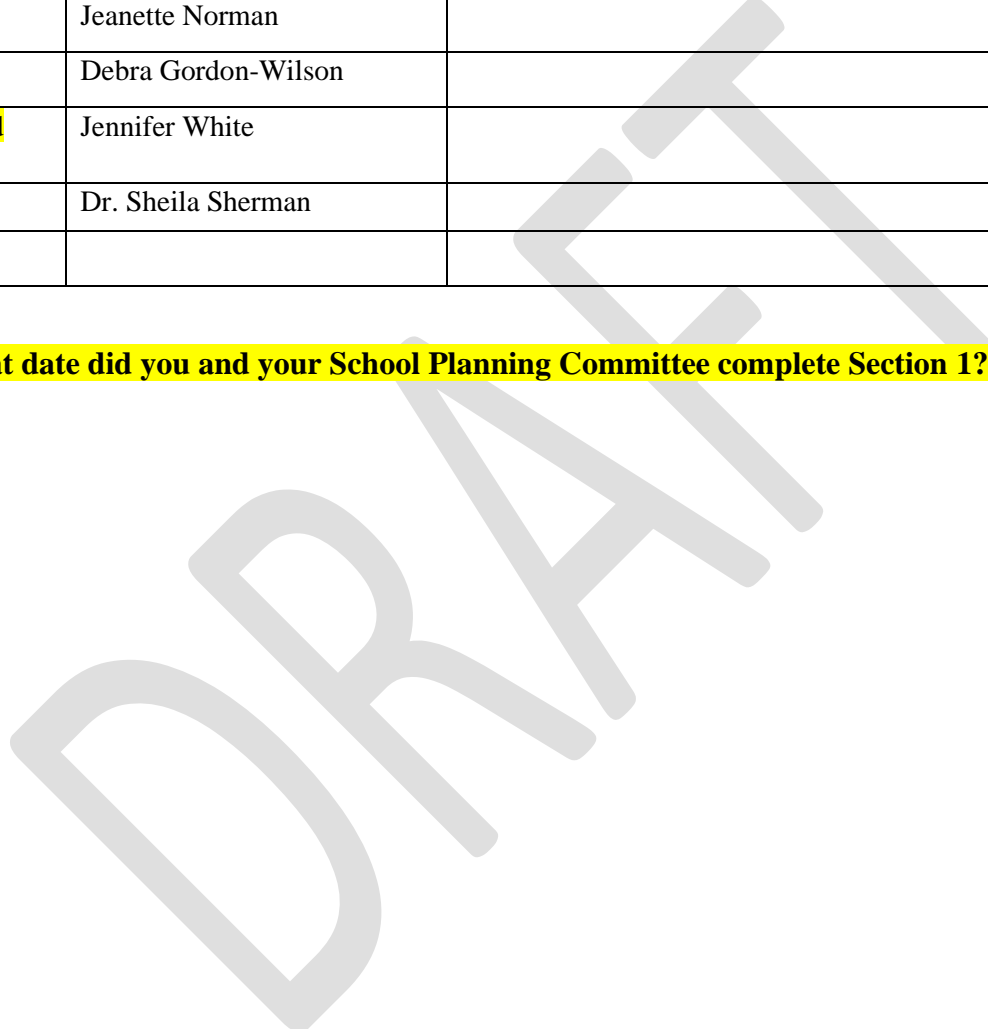 Jeanette Norman
Debra Gordon-Wilson
Jennifer White
Dr. Sheila Sherman
date did you and your School Planning Committee complete Section 1?
DRAFT